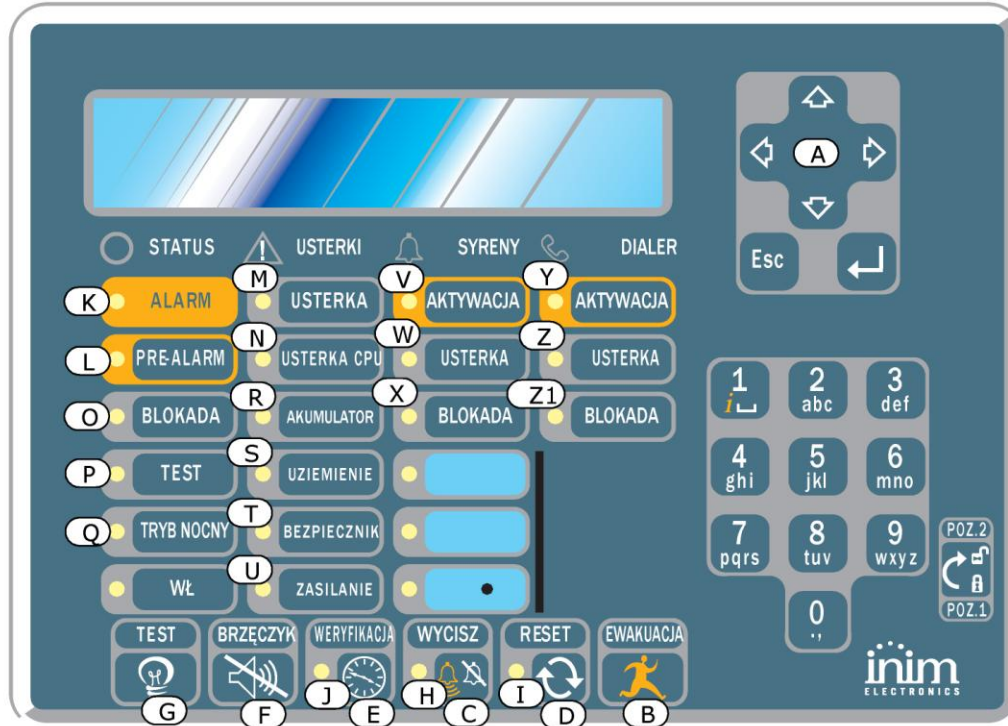 A
STATUS USTERKI SYRENY DIALER
Esc
M V Y
K ALARM USTERKA AKTYWACJA AKTYWACJA
N W Z
L PRE-ALARM USTERKA CPU USTERKA USTERKA
R X Z1
O BLOKADA AKUMULATOR BLOKADA BLOKADA
S
P TEST UZIEMIENIE
T
Q TRYB NOCNY BEZPIECZNIK
U
WŁ ZASILANIE
1 2 3
i abc def
4 5 6
ghi jkl mno
7 8 9
pqrs tuv wxyz
0
.,
POZ.2
POZ.1
TEST BRZĘCZYK WERYFIKACJA WYCISZ RESET EWAKUACJA
J H I
G F E C D B
inim
ELECTRONICS